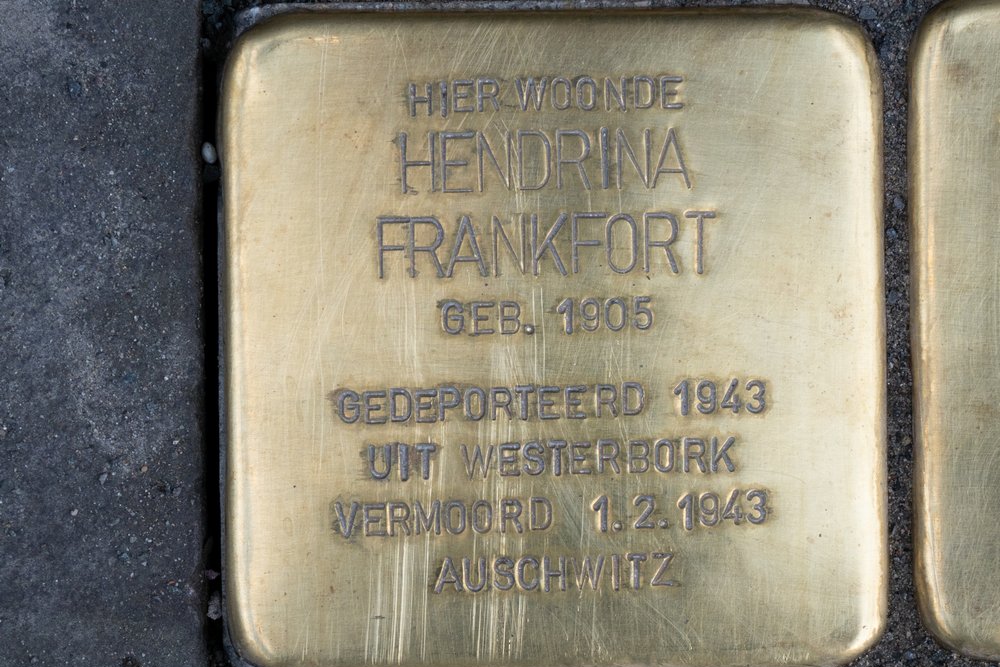 HIER WOONDE
HENDRINA
FRANKFORT
GEB. 1905
GEDEPORTEERD 1943
UIT WESTERBORK
VERMOORD 1.2.1943
AUSCHWITZ